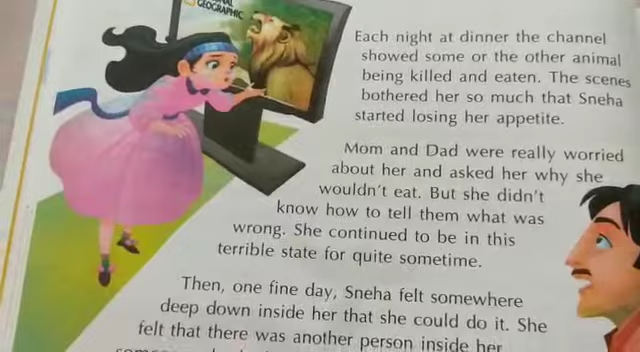 GEOGRAPHIC
Each night at dinner the channel
showed some or the other animal
being killed and eaten. The scenes
bothered her so much that Sneha
started losing her appetite.
Mom and Dad were really worried
about her and asked her why she
wouldn't eat. But she didn't
know how to tell them what was
wrong. She continued to be in this
terrible state for quite sometime.
Then, one fine day, Sneha felt somewhere
deep down inside her that she could do it. She
felt that there was another person inside her